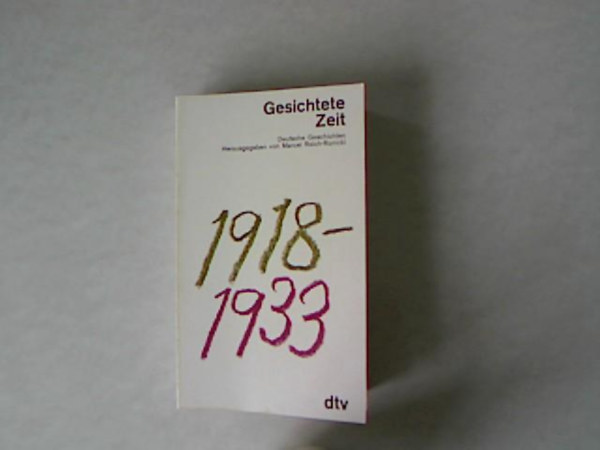 Gesichtete
Zeit
Deutsche Geschichten
Herausgegeben von Marcel Reich-Ranicki
1918–
1933
dtv